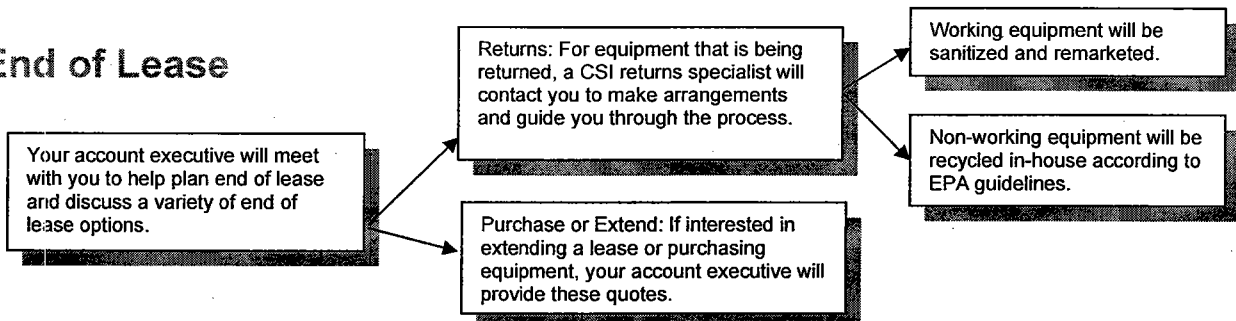 End of Lease
Your account executive will meet
with you to help plan end of lease
and discuss a variety of end of
lease options.
Returns: For equipment that is being
returned, a CSI returns specialist will
contact you to make arrangements
and guide you through the process.
Purchase or Extend: If interested in
extending a lease or purchasing
equipment, your account executive will
provide these quotes.
Working equipment will be
sanitized and remarketed.
Non-working equipment will be
recycled in-house according to
EPA guidelines.